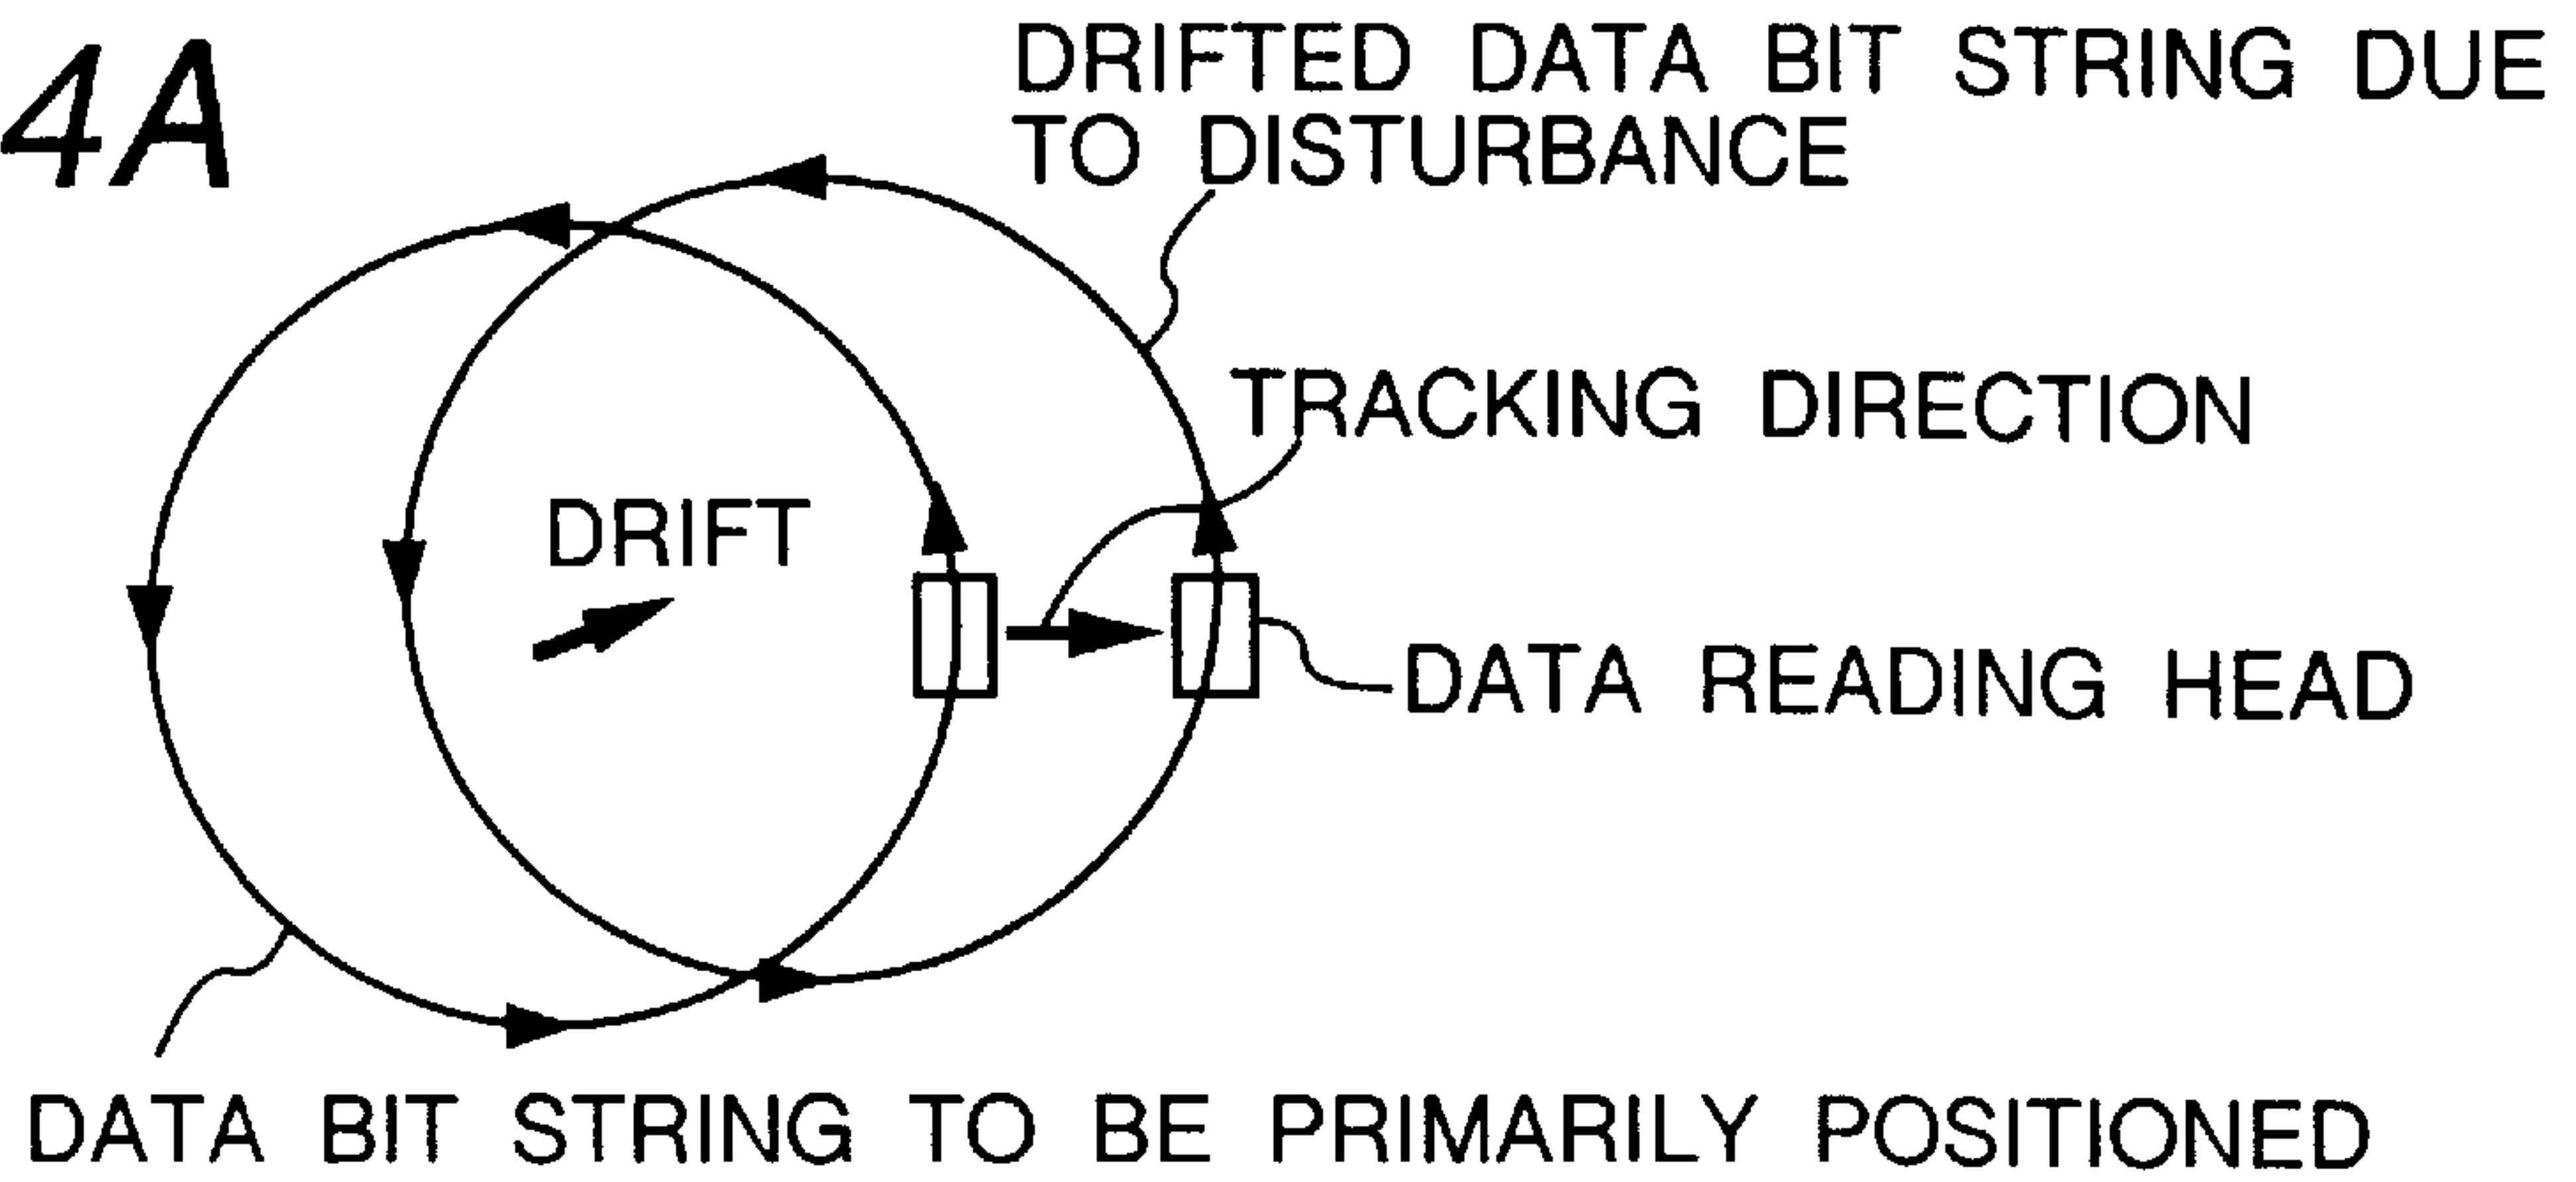 4A
DRIFTED DATA BIT STRING DUE
TO DISTURBANCE
TRACKING DIRECTION
DRIFT
DATA READING HEAD
DATA BIT STRING TO BE PRIMARILY POSITIONED